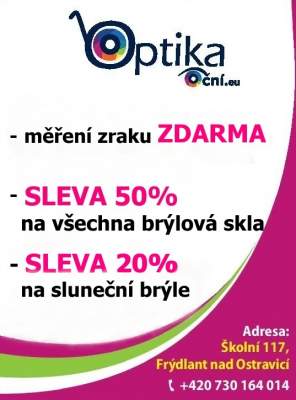 Optika
Oční.eu
- měření zraku ZDARMA
- SLEVA 50%
na všechna brýlová skla
- SLEVA 20%
na sluneční brýle
Adresa:
Školní 117,
Frýdlant nad Ostravicí
+420 730 164 014